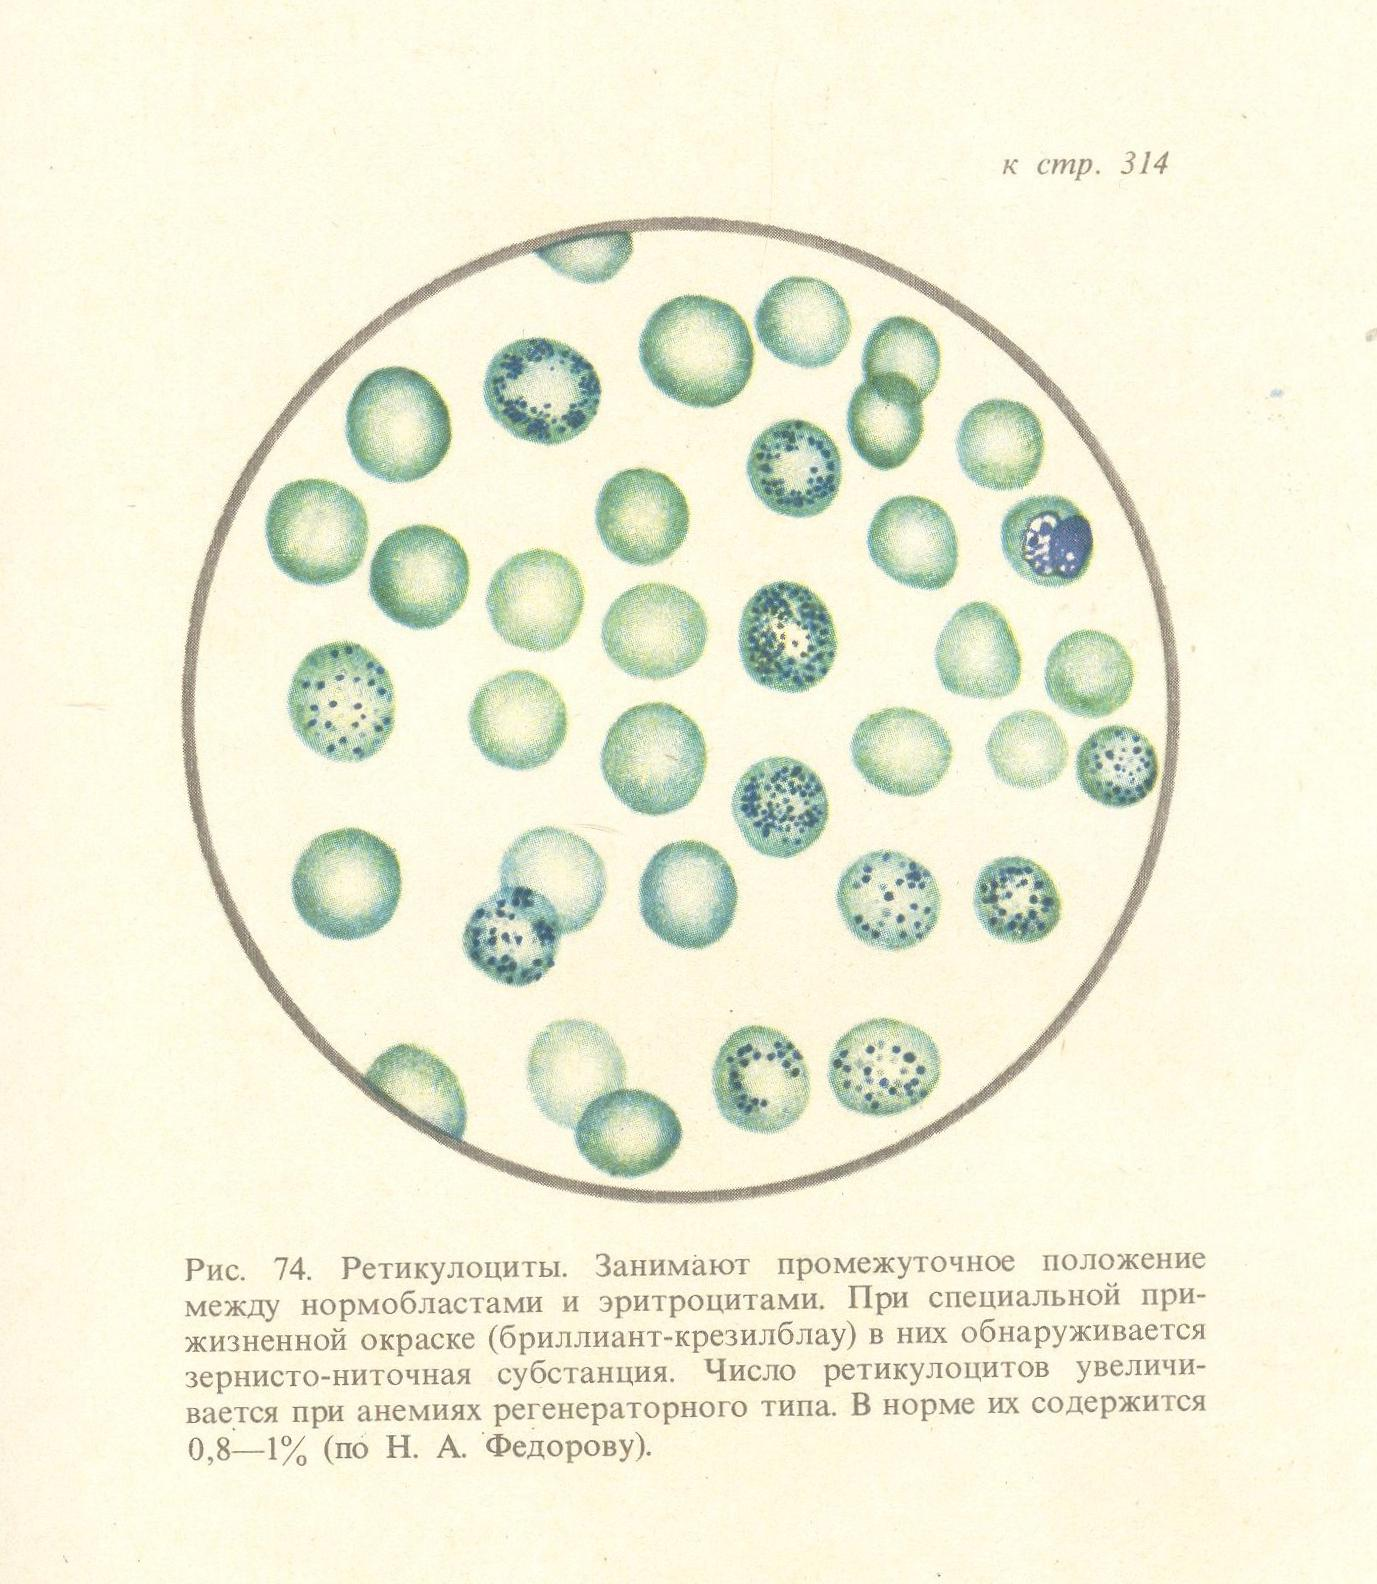 к стр. 314
Рис. 74. Ретикулоциты. Занимают промежуточное положение
между нормобластами и эритроцитами. При специальной при-
жизненной окраске (бриллиант-крезилблау) в них обнаруживается
зернисто-ниточная субстанция. Число ретикулоцитов увеличи-
вается при анемиях регенераторного типа. В норме их содержится
0,8—1% (по Н. А. Федорову).